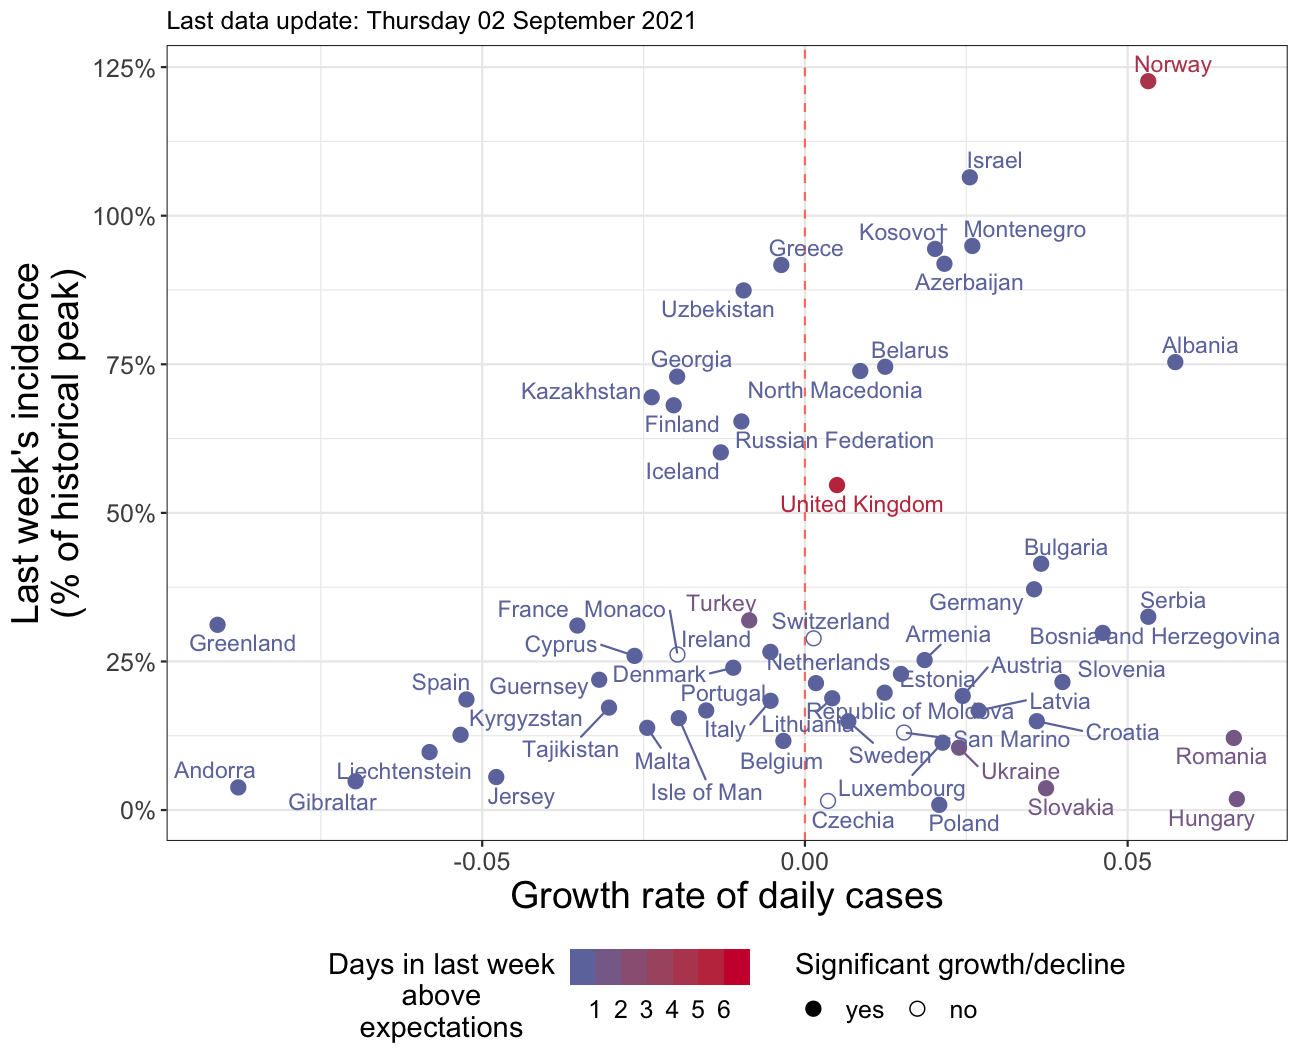 Last data update: Thursday 02 September 2021
125%
100%
75%
50%
25%
0%
Last week's incidence
(% of historical peak)
Norway
Israel
Kosovo†
Montenegro
Greece
Azerbaijan
Uzbekistan
Albania
Belarus
Georgia
Kazakhstan
North Macedonia
Finland
Russian Federation
Iceland
United Kingdom
Bulgaria
Germany
Serbia
Turkey
France
Monaco
Switzerland
Armenia
Bosnia and Herzegovina
Greenland
Cyprus
Ireland
Netherlands
Austria
Slovenia
Denmark
Estonia
Spain
Guernsey
Portugal
Latvia
Republic of Moldova
Kyrgyzstan
Italy
Lithuania
Croatia
San Marino
Tajikistan
Sweden
Romania
Malta
Belgium
Andorra
Liechtenstein
Ukraine
Isle of Man
Luxembourg
Jersey
Gibraltar
Slovakia
Czechia
Poland
Hungary
-0.05
0.00
0.05
Growth rate of daily cases
Days in last week
above
expectations
1 2 3 4 5 6
Significant growth/decline
yes
no